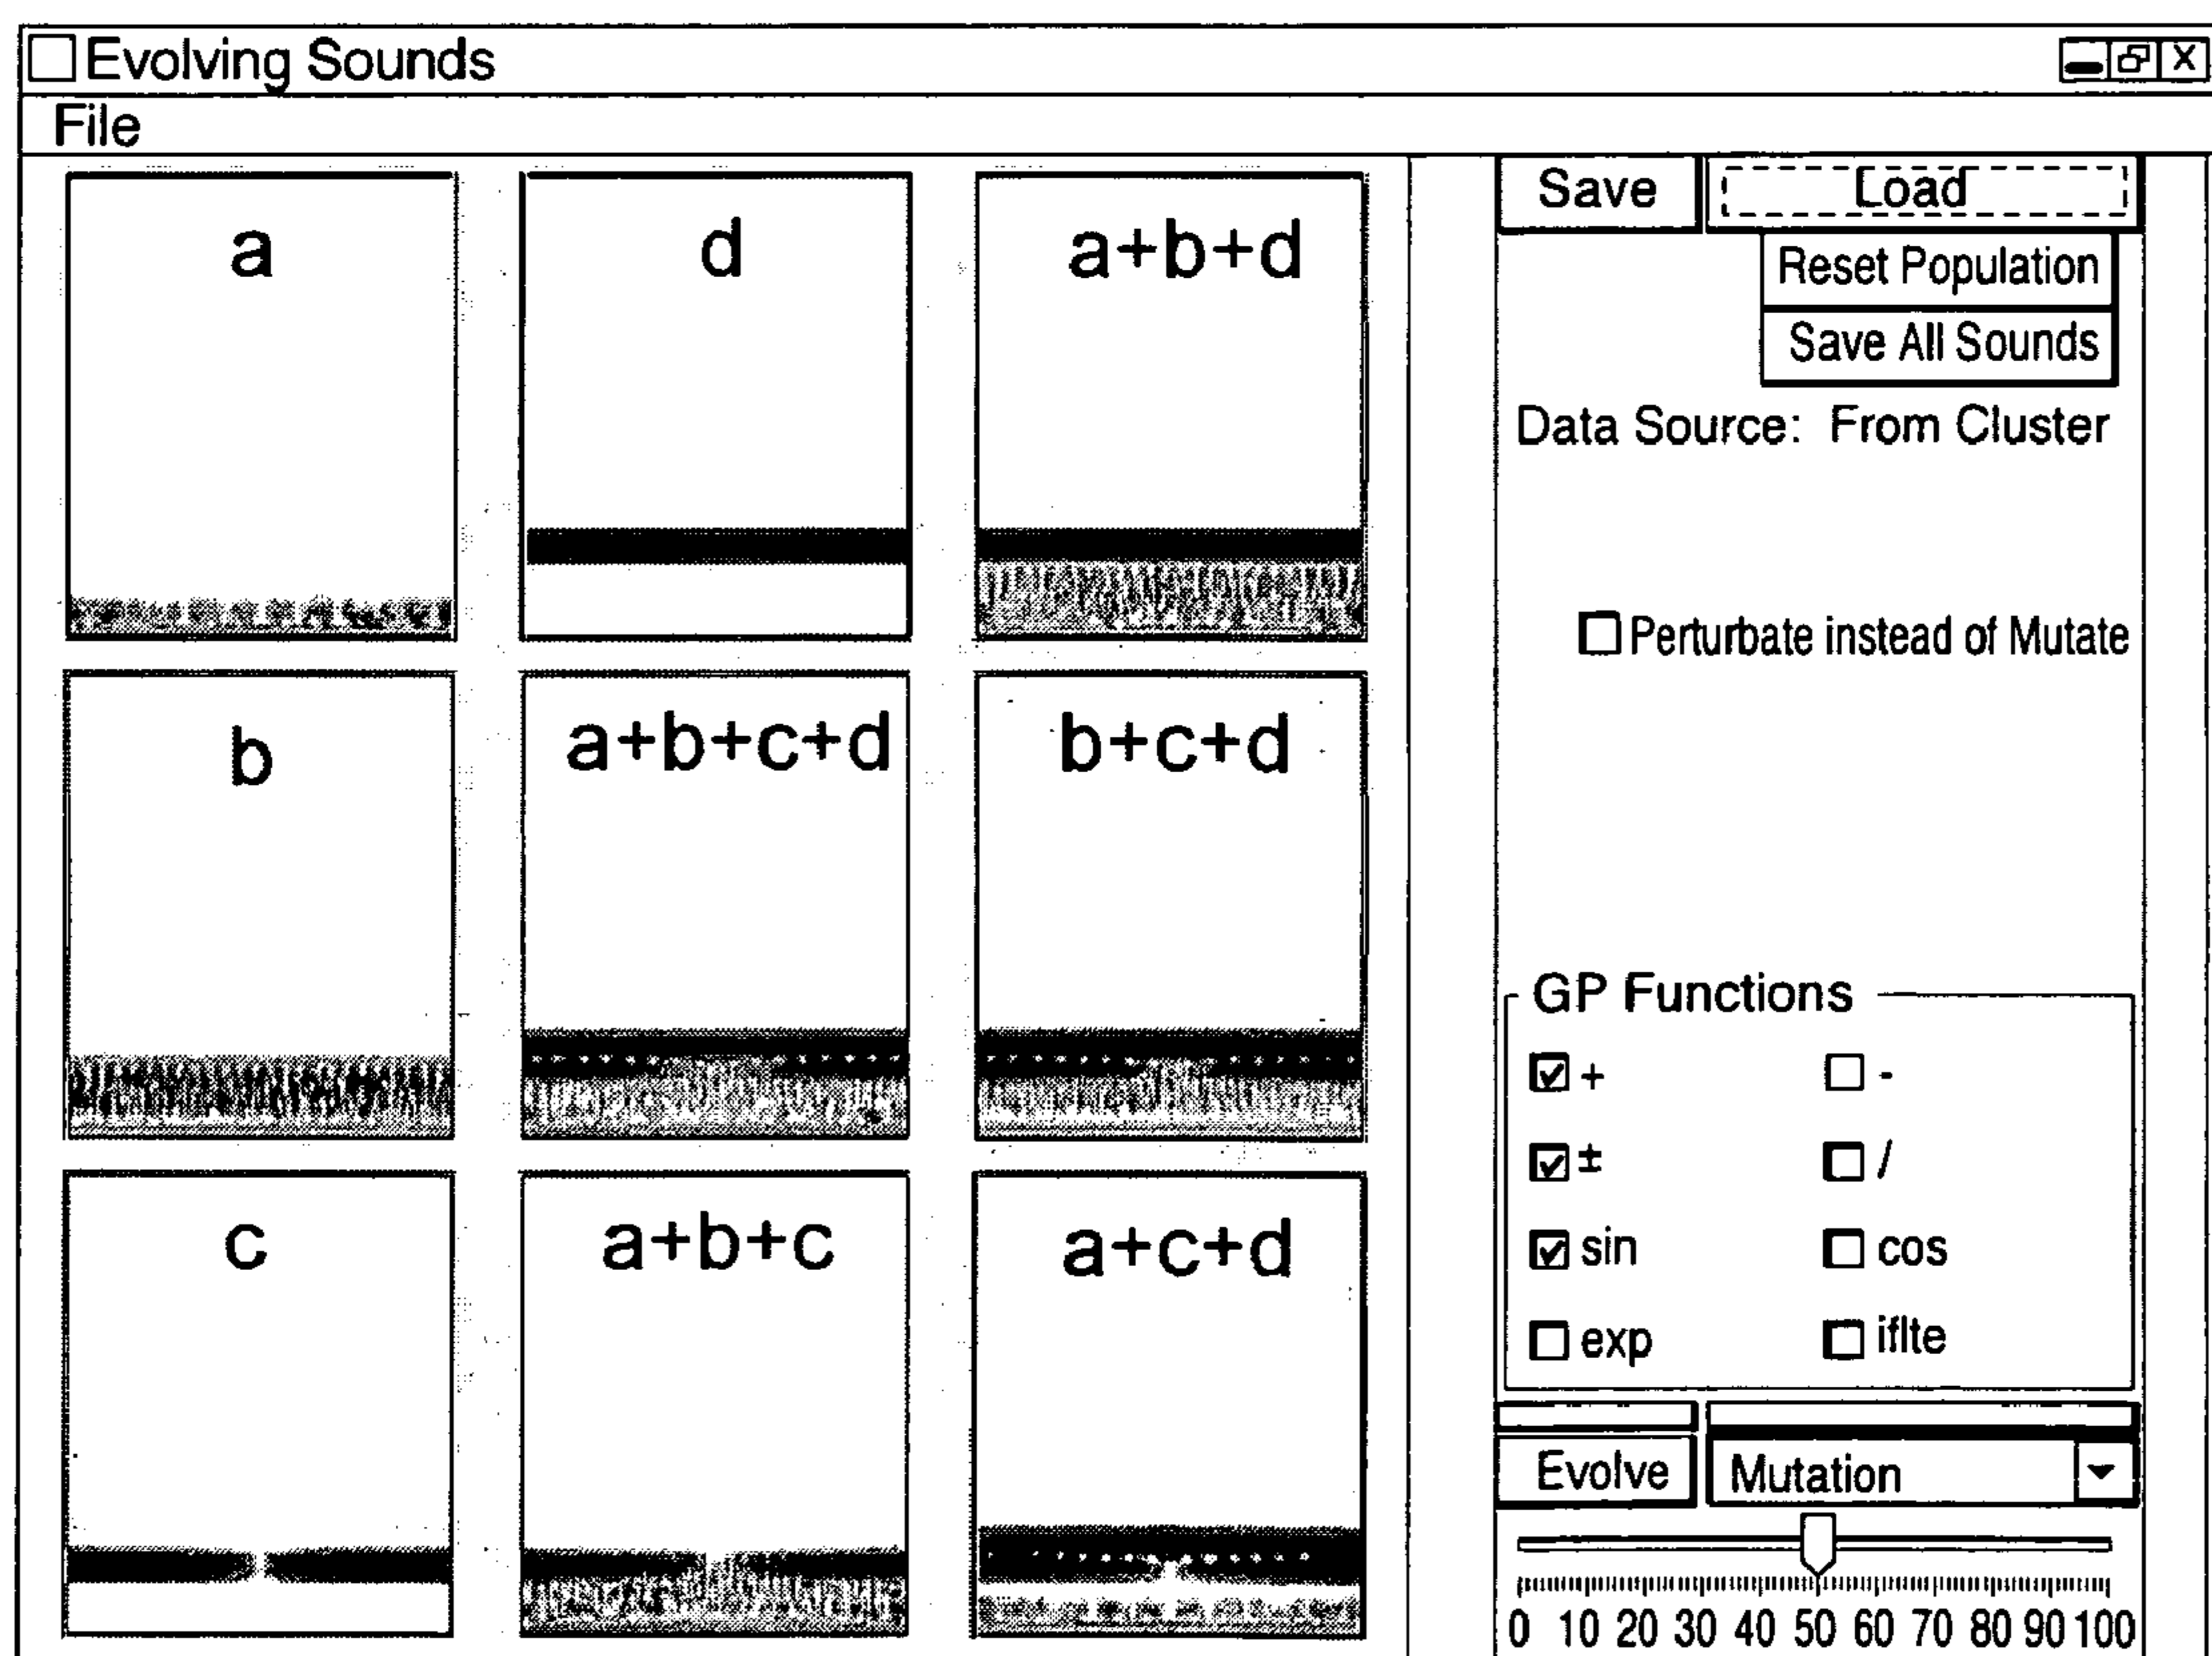 Evolving Sounds
X
File
a
d
a+b+d
b
a+b+c+d
b+c+d
c
a+b+c
a+c+d
Save
Load
Reset Population
Save All Sounds
Data Source: From Cluster
Perturbate instead of Mutate
GP Functions
+
-
±
/
sin
cos
exp
iflte
Evolve
Mutation
0 10 20 30 40 50 60 70 80 90 100